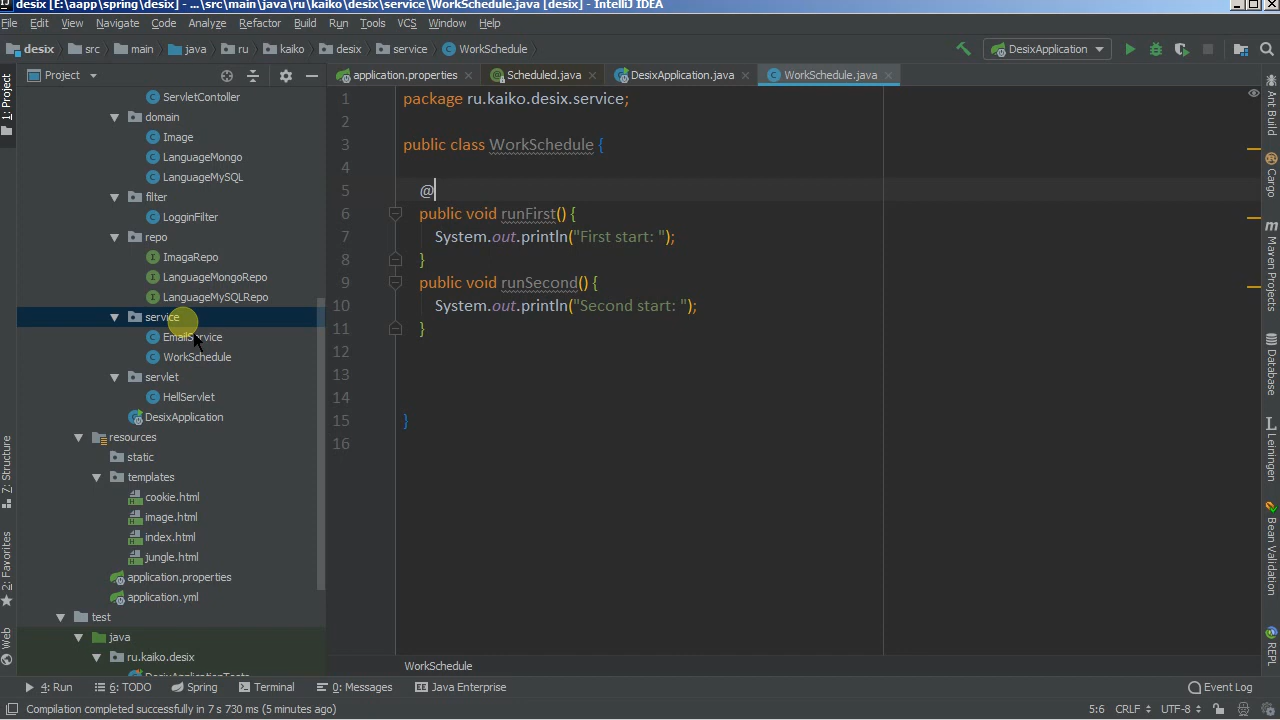 desix [E:\aapp\spring\desix] - ...\src\main\java\ru\kaiko\desix\service\WorkSchedule.java [desix] - IntelliJ IDEA
File Edit View Navigate Code Analyze Refactor Build Run Tools VCS Window Help
desix src main java ru kaiko desix service WorkSchedule DesixApplication
Project
application.properties Scheduled.java DesixApplication.java WorkSchedule.java
ServletContoller
domain
Image
LanguageMongo
LanguageMySQL
filter
LogginFilter
repo
ImagaRepo
LanguageMongoRepo
LanguageMySQLRepo
service
EmailService
WorkSchedule
servlet
HellServlet
DesixApplication
resources
static
templates
cookie.html
image.html
index.html
jungle.html
application.properties
application.yml
test
java
ru.kaiko.desix
DesixApplicationTests
1 package ru.kaiko.desix.service;
2
3 public class WorkSchedule {
4
5 @
6 public void runFirst() {
7 System.out.println("First start: ");
8 }
9 public void runSecond() {
10 System.out.println("Second start: ");
11 }
12
13
14
15 }
16
WorkSchedule
1: Project
7: Structure
2: Favorites
Web
Ant Build
Cargo
Maven Projects
Database
Leiningen
Bean Validation
REPL
4: Run 6: TODO Spring Terminal 0: Messages Java Enterprise Event Log
Compilation completed successfully in 7 s 730 ms (5 minutes ago) 5:6 CRLF UTF-8